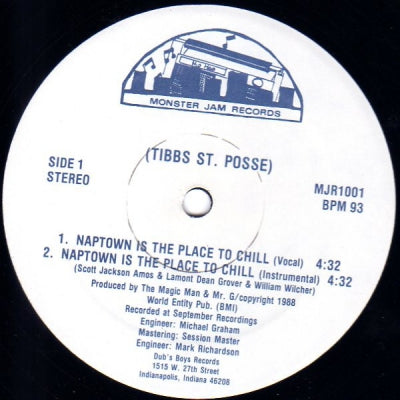 Hip Hop
MONSTER JAM RECORDS
(TIBBS ST. POSSE)
SIDE 1
STEREO
MJR1001
BPM 93
1. NAPTOWN IS THE PLACE TO CHILL (Vocal) 4:32
2. NAPTOWN IS THE PLACE TO CHILL (Instrumental) 4:32
(Scott Jackson Amos & Lamont Dean Grover & William Wilcher)
Produced by The Magic Man & Mr. G/copyright 1988
World Entity Pub. (BMI)
Recorded at September Recordings
Engineer: Michael Graham
Mastering: Session Master
Engineer: Mark Richardson
Dub's Boys Records
1515 W. 27th Street
Indianapolis, Indiana 46208